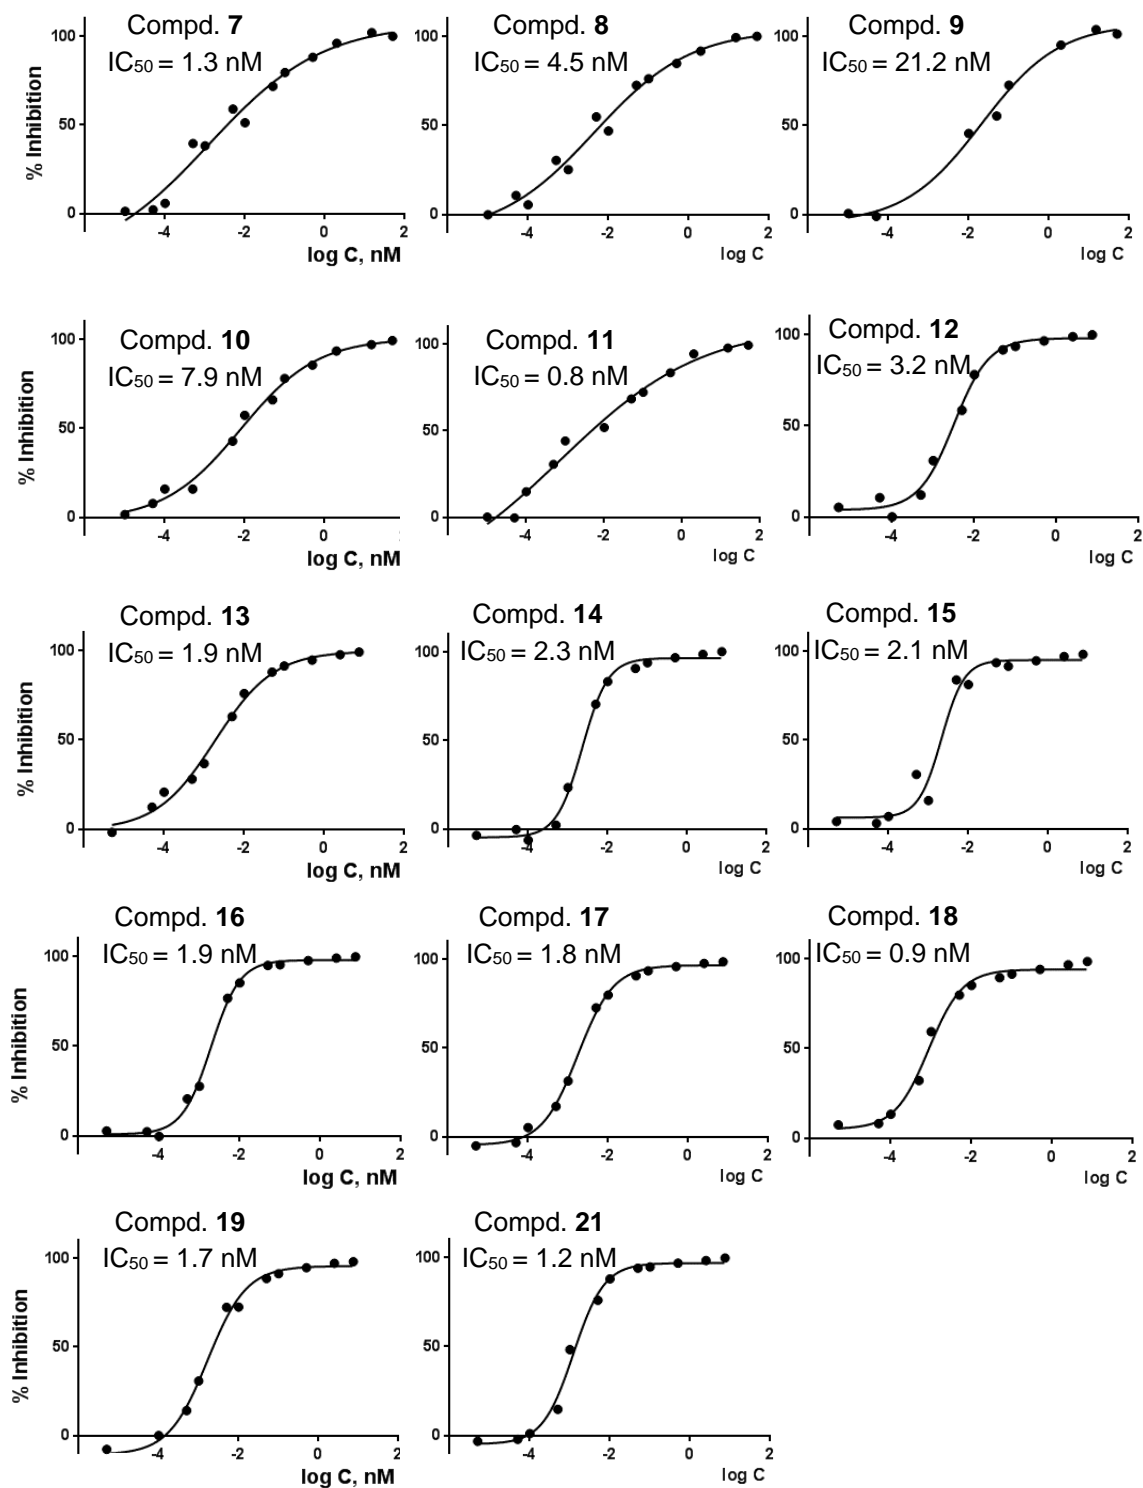 Compd. 7
IC50 = 1.3 nM
% Inhibition
100
50
0
-4
-2
0
2
log C, nM
Compd. 8
IC50 = 4.5 nM
100
50
0
-4
-2
0
2
log C
Compd. 9
IC50 = 21.2 nM
100
50
0
-4
-2
0
2
log C
Compd. 10
IC50 = 7.9 nM
% Inhibition
100
50
0
-4
-2
0
log C, nM
Compd. 11
IC50 = 0.8 nM
100
50
0
-4
-2
0
2
log C
Compd. 12
IC50 = 3.2 nM
100
50
0
-4
-2
0
2
log C
Compd. 13
IC50 = 1.9 nM
% Inhibition
100
50
0
-4
-2
0
2
log C, nM
Compd. 14
IC50 = 2.3 nM
100
50
0
-4
-2
0
2
log C
Compd. 15
IC50 = 2.1 nM
100
50
0
-4
-2
0
2
log C
Compd. 16
IC50 = 1.9 nM
% Inhibition
100
50
0
-4
-2
0
2
log C, nM
Compd. 17
IC50 = 1.8 nM
100
50
0
-4
-2
0
2
log C
Compd. 18
IC50 = 0.9 nM
100
50
0
-4
-2
0
2
log C
Compd. 19
IC50 = 1.7 nM
% Inhibition
100
50
0
-4
-2
0
2
log C, nM
Compd. 21
IC50 = 1.2 nM
100
50
0
-4
-2
0
2
log C